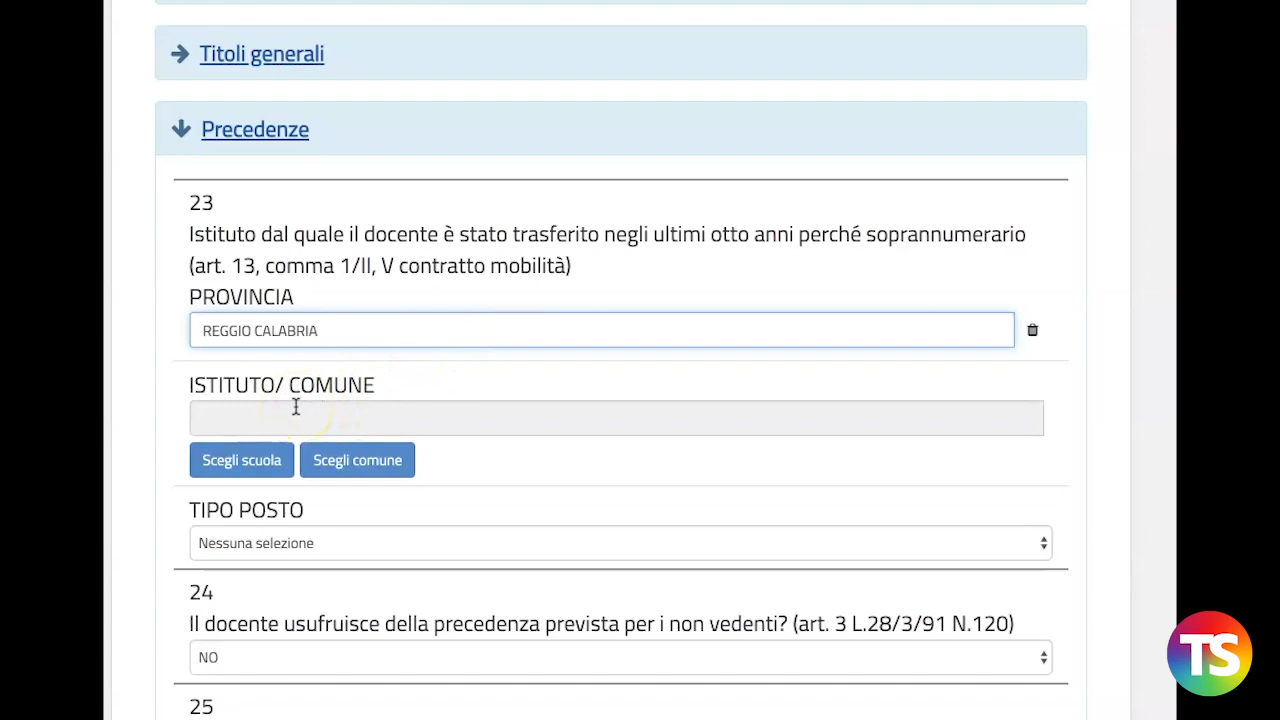 Titoli generali
Precedenze
23
Istituto dal quale il docente è stato trasferito negli ultimi otto anni perché soprannumerario
(art. 13, comma 1/II, V contratto mobilità)
PROVINCIA
REGGIO CALABRIA
ISTITUTO/ COMUNE
Scegli scuola Scegli comune
TIPO POSTO
Nessuna selezione
24
Il docente usufruisce della precedenza prevista per i non vedenti? (art. 3 L.28/3/91 N.120)
NO
TS
25